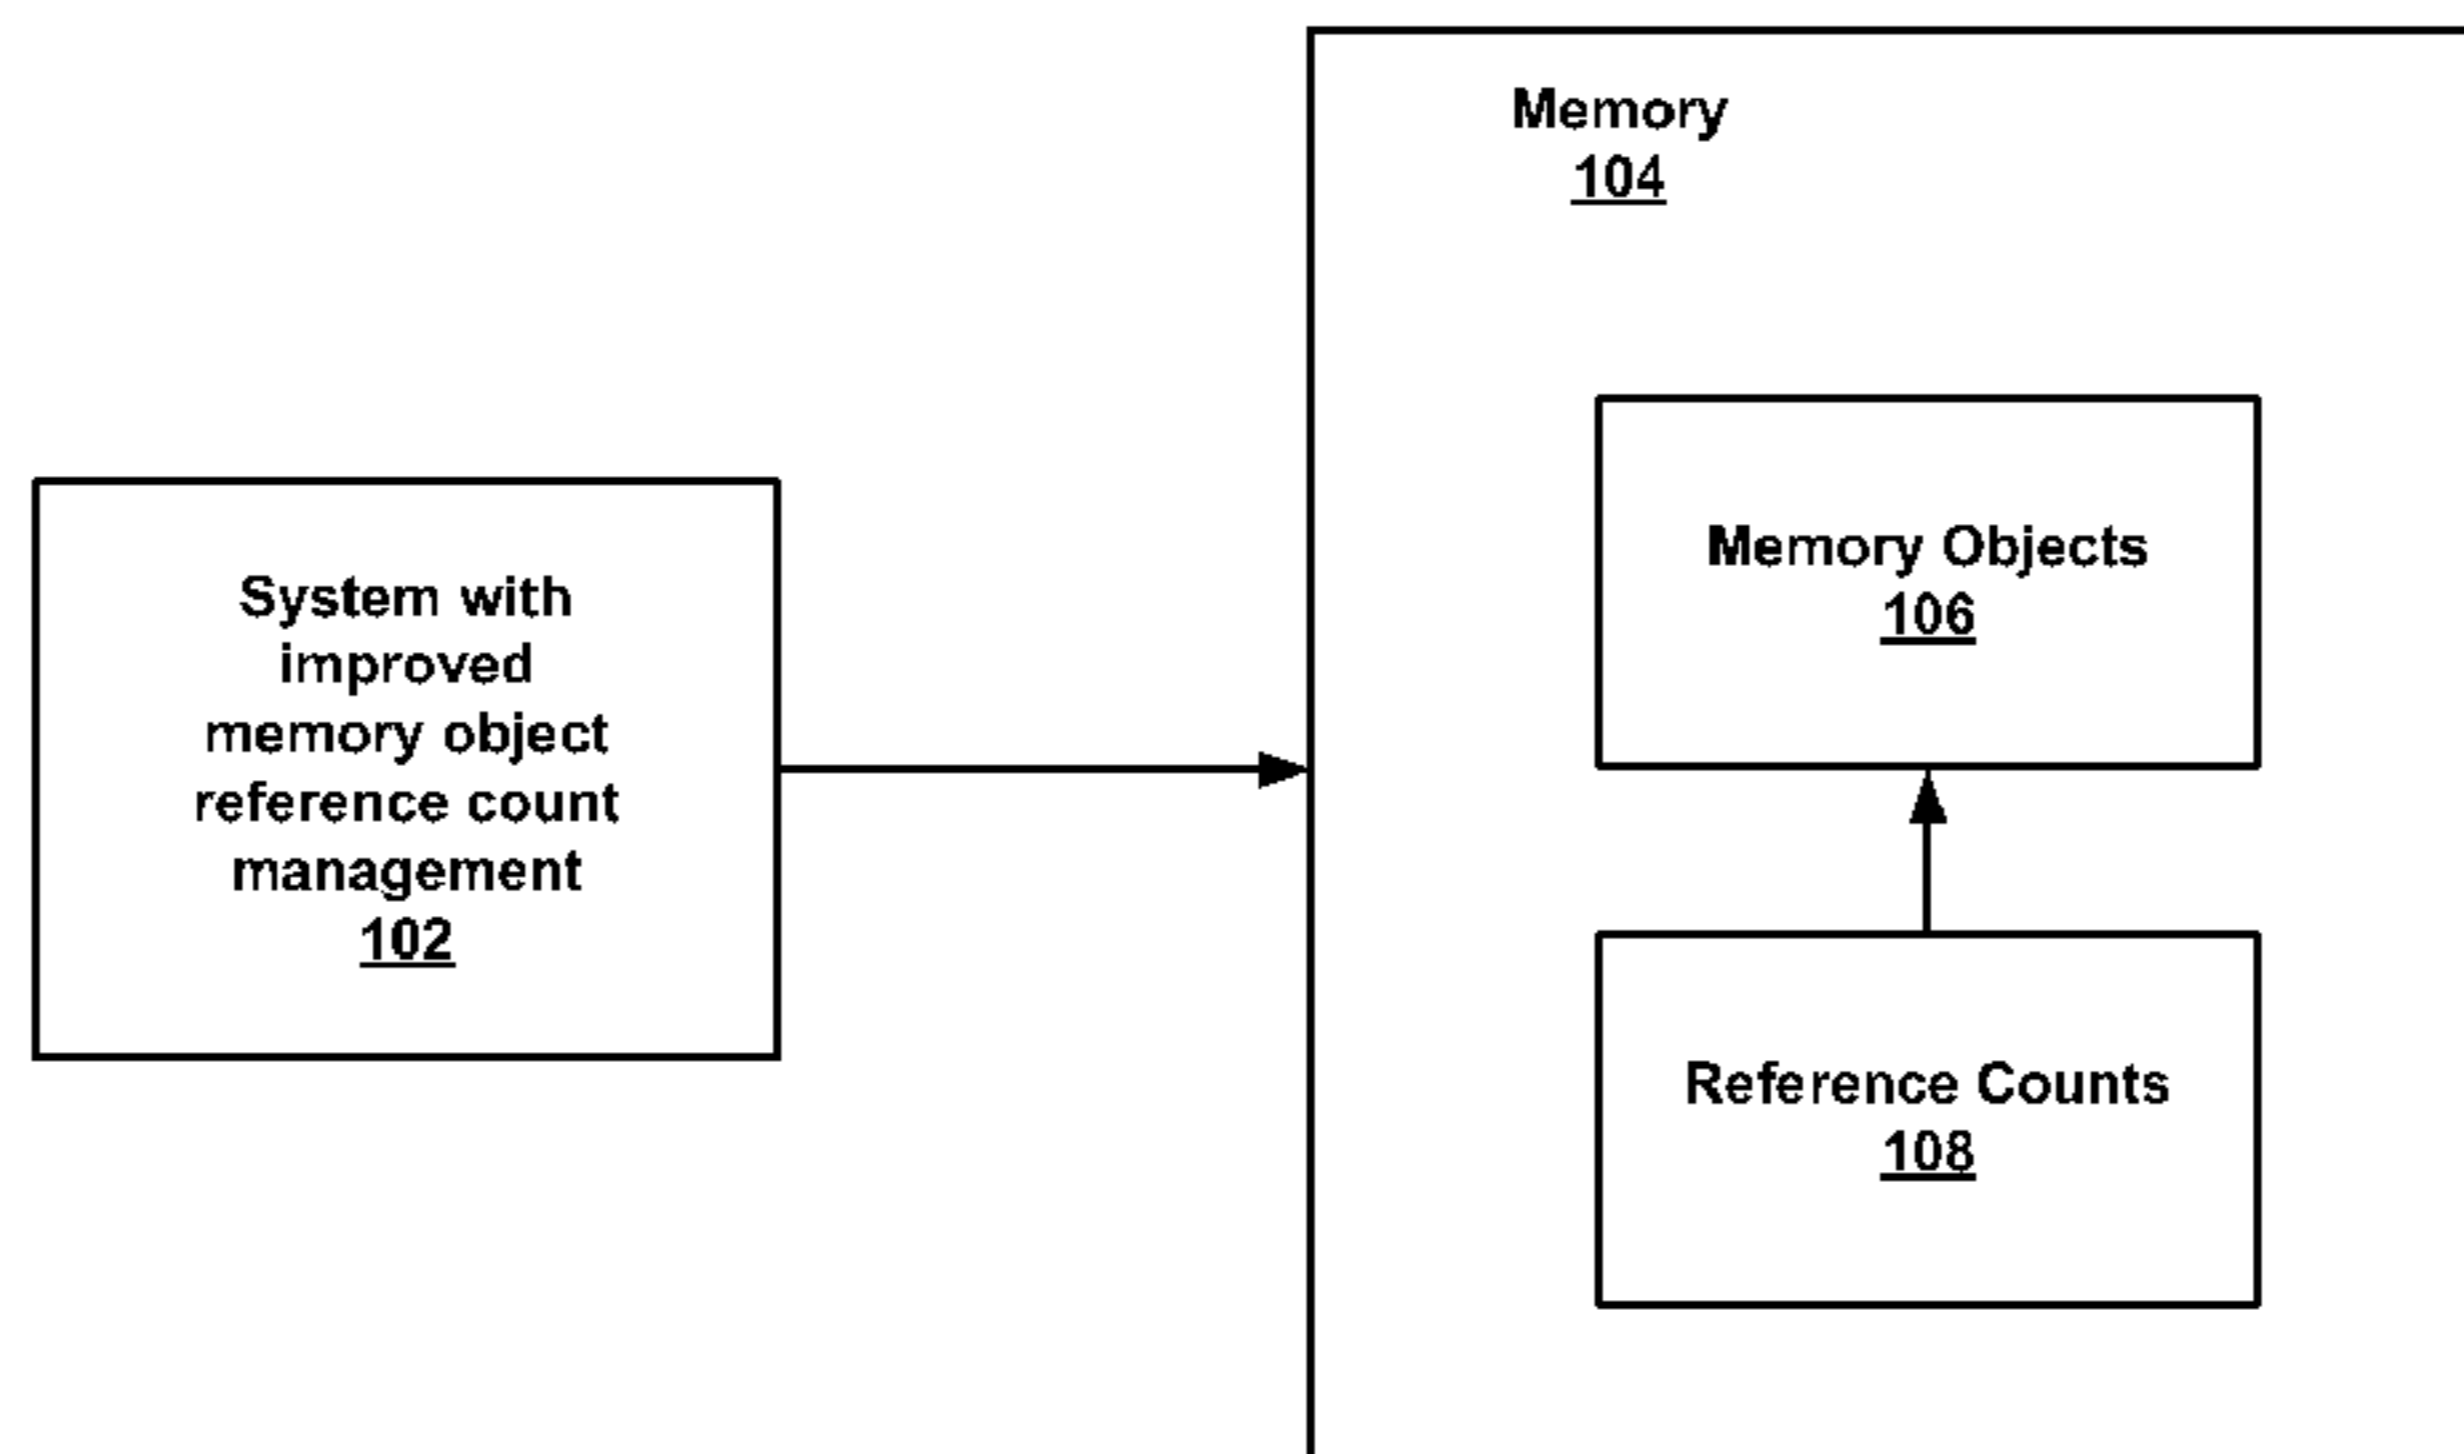 Memory
104
System with
improved
memory object
reference count
management
102
Memory Objects
106
Reference Counts
108